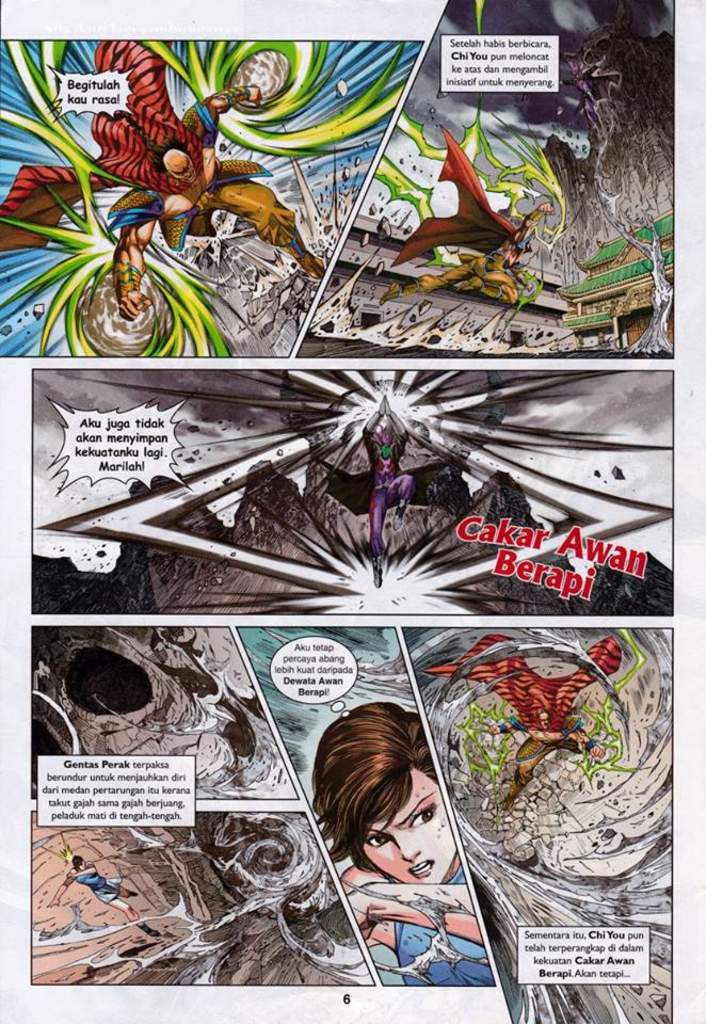 Begitulah
kau rasa!
Setelah habis berbicara,
Chi You pun meloncat
ke atas dan mengambil
inisiatif untuk menyerang.
Aku juga tidak
akan menyimpan
kekuatanku lagi.
Marilah!
Cakar Awan
Berapi
Gentas Perak terpaksa
berundur untuk menjauhkan diri
dari medan pertarungan itu kerana
takut gajah sama gajah berjuang,
peladuk mati di tengah-tengah.
Aku tetap
percaya abang
lebih kuat daripada
Dewata Awan
Berapi!
Sementara itu, Chi You pun
telah terperangkap di dalam
kekuatan Cakar Awan
Berapi. Akan tetapi...
6